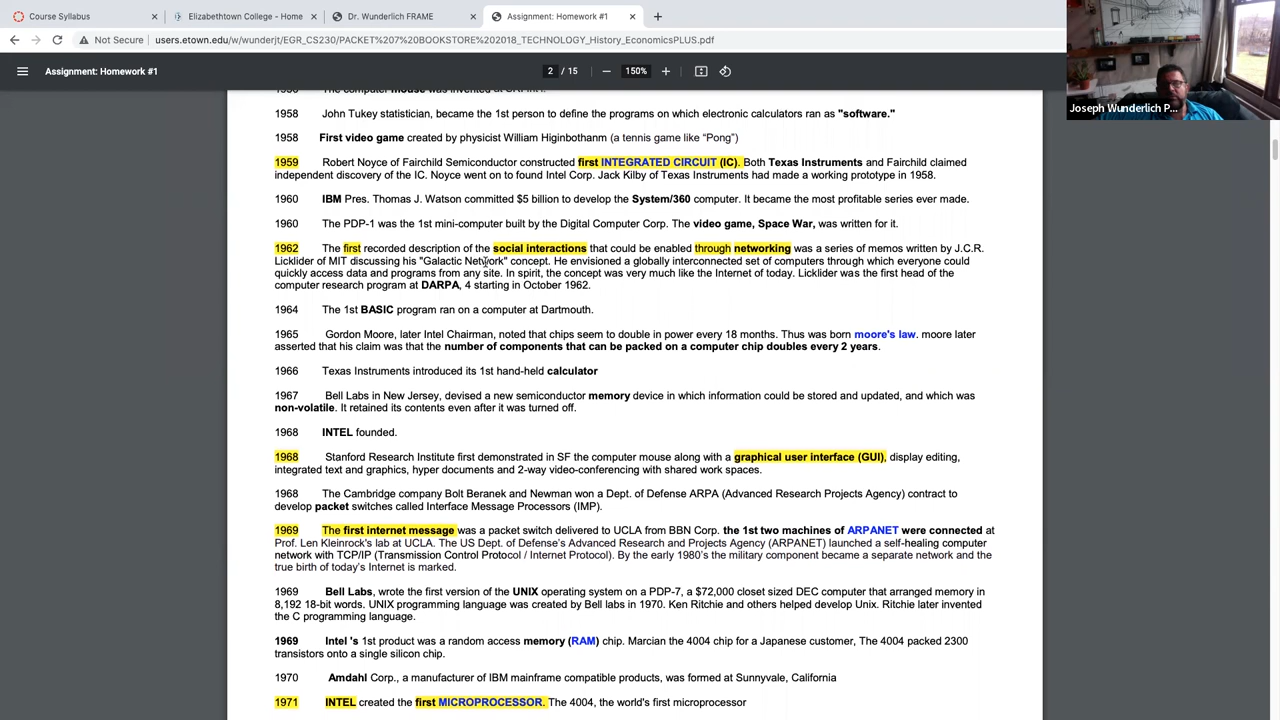 Course Syllabus
Elizabethtown College - Home
Dr. Wunderlich FRAME
Assignment: Homework #1
Not Secure
users.etown.edu/w/wunderjt/EGR_CS230/PACKET%207%20BOOKSTORE%202018_TECHNOLOGY_History_EconomicsPLUS.pdf
Assignment: Homework #1
2 / 15
150%
Joseph Wunderlich P...
The computer mouse was invented at
1958 John Tukey statistician, became the 1st person to define the programs on which electronic calculators ran as "software."
1958 First video game created by physicist William Higinbothanm (a tennis game like “Pong”)
1959 Robert Noyce of Fairchild Semiconductor constructed first INTEGRATED CIRCUIT (IC). Both Texas Instruments and Fairchild claimed
independent discovery of the IC. Noyce went on to found Intel Corp. Jack Kilby of Texas Instruments had made a working prototype in 1958.
1960 IBM Pres. Thomas J. Watson committed $5 billion to develop the System/360 computer. It became the most profitable series ever made.
1960 The PDP-1 was the 1st mini-computer built by the Digital Computer Corp. The video game, Space War, was written for it.
1962 The first recorded description of the social interactions that could be enabled through networking was a series of memos written by J.C.R.
Licklider of MIT discussing his "Galactic Network" concept. He envisioned a globally interconnected set of computers through which everyone could
quickly access data and programs from any site. In spirit, the concept was very much like the Internet of today. Licklider was the first head of the
computer research program at DARPA, 4 starting in October 1962.
1964 The 1st BASIC program ran on a computer at Dartmouth.
1965 Gordon Moore, later Intel Chairman, noted that chips seem to double in power every 18 months. Thus was born moore's law. moore later
asserted that his claim was that the number of components that can be packed on a computer chip doubles every 2 years.
1966 Texas Instruments introduced its 1st hand-held calculator
1967 Bell Labs in New Jersey, devised a new semiconductor memory device in which information could be stored and updated, and which was
non-volatile. It retained its contents even after it was turned off.
1968 INTEL founded.
1968 Stanford Research Institute first demonstrated in SF the computer mouse along with a graphical user interface (GUI), display editing,
integrated text and graphics, hyper documents and 2-way video-conferencing with shared work spaces.
1968 The Cambridge company Bolt Beranek and Newman won a Dept. of Defense ARPA (Advanced Research Projects Agency) contract to
develop packet switches called Interface Message Processors (IMP).
1969 The first internet message was a packet switch delivered to UCLA from BBN Corp. the 1st two machines of ARPANET were connected at
Prof. Len Kleinrock's lab at UCLA. The US Dept. of Defense's Advanced Research and Projects Agency (ARPANET) launched a self-healing computer
network with TCP/IP (Transmission Control Protocol / Internet Protocol). By the early 1980's the military component became a separate network and the
true birth of today's Internet is marked.
1969 Bell Labs, wrote the first version of the UNIX operating system on a PDP-7, a $72,000 closet sized DEC computer that arranged memory in
8,192 18-bit words. UNIX programming language was created by Bell labs in 1970. Ken Ritchie and others helped develop Unix. Ritchie later invented
the C programming language.
1969 Intel 's 1st product was a random access memory (RAM) chip. Marcian the 4004 chip for a Japanese customer, The 4004 packed 2300
transistors onto a single silicon chip.
1970 Amdahl Corp., a manufacturer of IBM mainframe compatible products, was formed at Sunnyvale, California
1971 INTEL created the first MICROPROCESSOR. The 4004, the world's first microprocessor